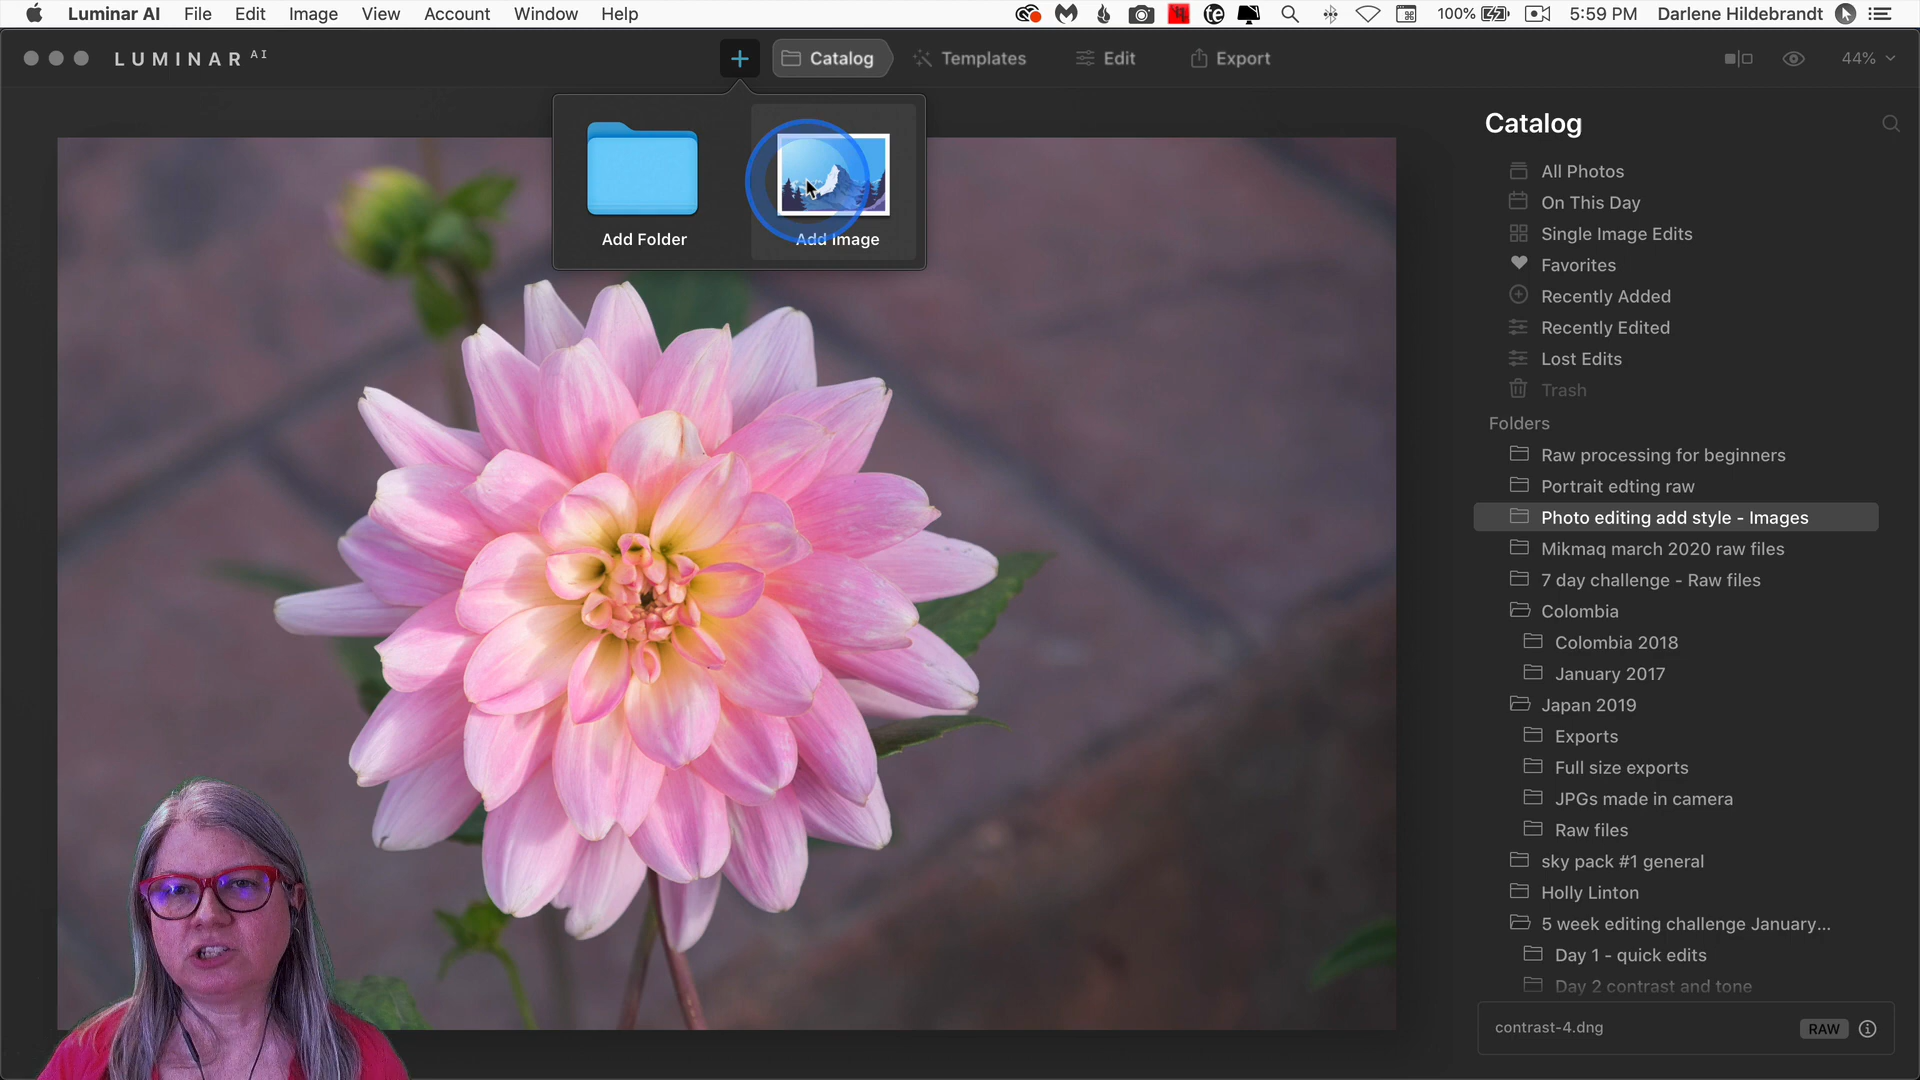 Luminar AI File Edit Image View Account Window Help 100% 5:59 PM Darlene Hildebrandt
LUMINAR AI + Catalog Templates Edit Export 44%
Add Folder Add Image
Catalog
All Photos
On This Day
Single Image Edits
Favorites
Recently Added
Recently Edited
Lost Edits
Trash
Folders
Raw processing for beginners
Portrait edting raw
Photo editing add style - Images
Mikmaq march 2020 raw files
7 day challenge - Raw files
Colombia
Colombia 2018
January 2017
Japan 2019
Exports
Full size exports
JPGs made in camera
Raw files
sky pack #1 general
Holly Linton
5 week editing challenge January...
Day 1 - quick edits
Day 2 contrast and tone
contrast-4.dng RAW